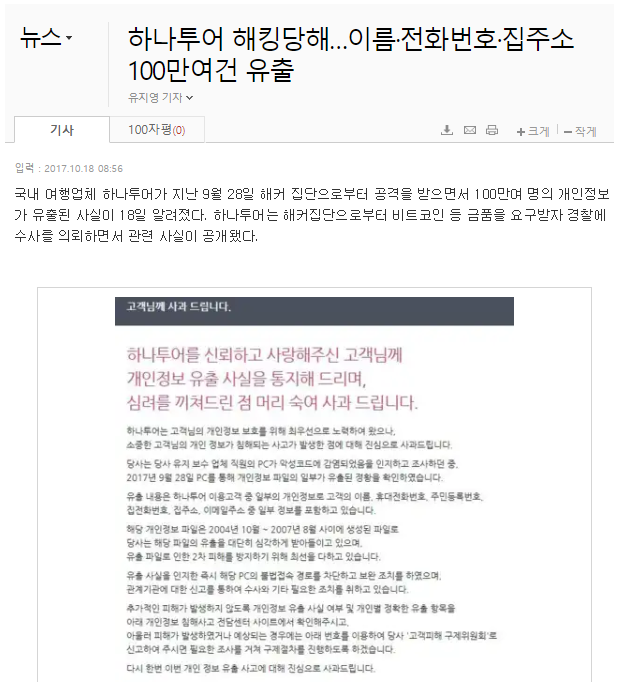 뉴스
하나투어 해킹당해…이름·전화번호·집주소
100만여건 유출
유지영 기자
기사
100자평(0)
크게
작게
입력 : 2017.10.18 08:56
국내 여행업체 하나투어가 지난 9월 28일 해커 집단으로부터 공격을 받으면서 100만여 명의 개인정보
가 유출된 사실이 18일 알려졌다. 하나투어는 해커집단으로부터 비트코인 등 금품을 요구받자 경찰에
수사를 의뢰하면서 관련 사실이 공개됐다.
고객님께 사과 드립니다.
하나투어를 신뢰하고 사랑해주신 고객님께
개인정보 유출 사실을 통지해 드리며,
심려를 끼쳐드린 점 머리 숙여 사과 드립니다.
하나투어는 고객님의 개인정보 보호를 위해 최우선으로 노력하여 왔으나,
소중한 고객님의 개인 정보가 침해되는 사고가 발생한 점에 대해 진심으로 사과드립니다.
당사는 당사 유지 보수 업체 직원의 PC가 악성코드에 감염되었음을 인지하고 조사하던 중,
2017년 9월 28일 PC를 통해 개인정보 파일의 일부가 유출된 정황을 확인하였습니다.
유출 내용은 하나투어 이용고객 중 일부의 개인정보로 고객의 이름, 휴대전화번호, 주민등록번호,
집전화번호, 집주소, 이메일주소 중 일부 정보를 포함하고 있습니다.
해당 개인정보 파일은 2004년 10월 ~ 2007년 8월 사이에 생성된 파일로
당사는 해당 파일의 유출을 대단히 심각하게 받아들이고 있으며,
유출 파일로 인한 2차 피해를 방지하기 위해 최선을 다하고 있습니다.
유출 사실을 인지한 즉시 해당 PC의 불법접속 경로를 차단하고 보완 조치를 하였으며,
관계기관에 대한 신고를 통하여 수사와 기타 필요한 조치를 취하고 있습니다.
추가적인 피해가 발생하지 않도록 개인정보 유출 사실 여부 및 개인별 정확한 유출 항목을
아래 개인정보 침해사고 전담센터 사이트에서 확인해주시고,
아울러 피해가 발생하였거나 예상되는 경우에는 아래 번호를 이용하여 당사 '고객피해 구제위원회'로
신고하여 주시면 필요한 조사를 거쳐 구제절차를 진행하도록 하겠습니다.
다시 한번 이번 개인 정보 유출 사고에 대해 진심으로 사과드립니다.